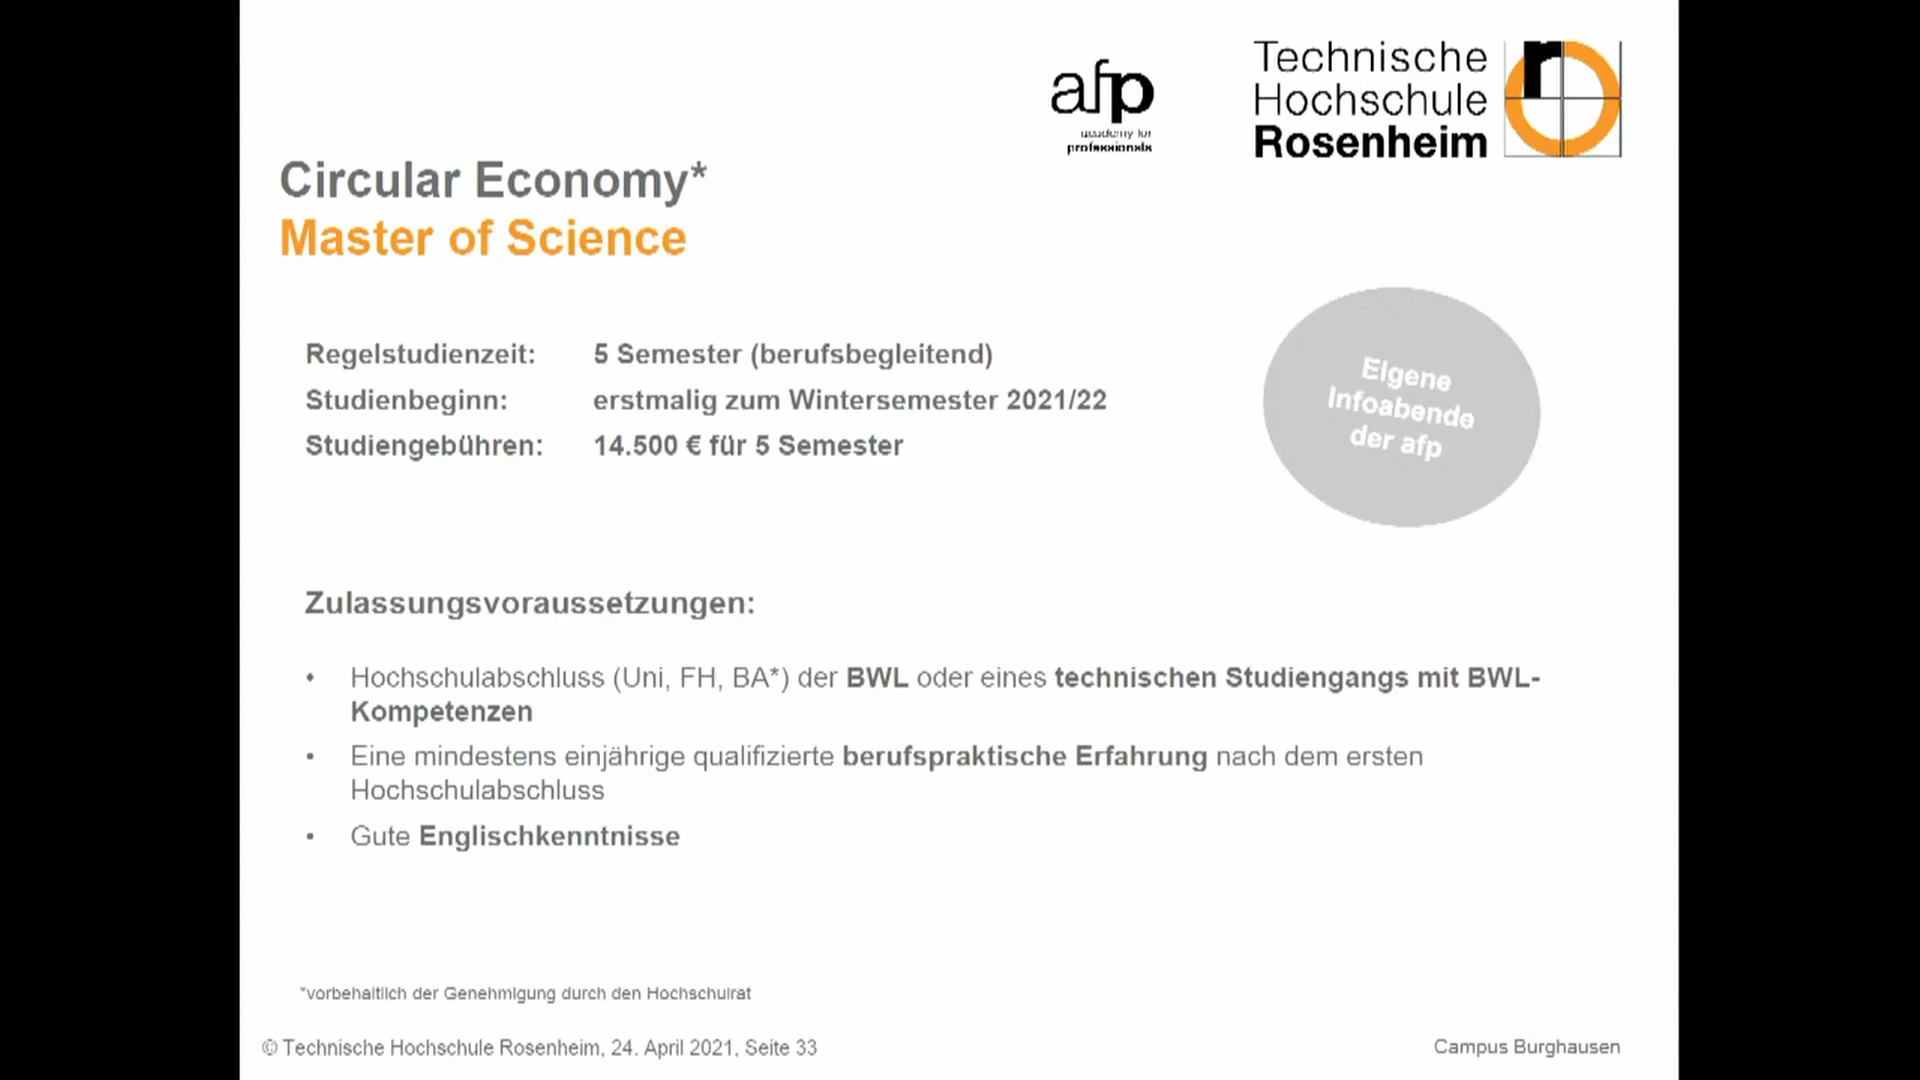 afp
academy for
professionals
Technische
Hochschule
Rosenheim
Circular Economy*
Master of Science
Regelstudienzeit: 5 Semester (berufsbegleitend)
Studienbeginn: erstmalig zum Wintersemester 2021/22
Studiengebühren: 14.500 € für 5 Semester
Eigene
Infoabende
der afp
Zulassungsvoraussetzungen:
• Hochschulabschluss (Uni, FH, BA*) der BWL oder eines technischen Studiengangs mit BWL-
Kompetenzen
• Eine mindestens einjährige qualifizierte berufspraktische Erfahrung nach dem ersten
Hochschulabschluss
• Gute Englischkenntnisse
*vorbehaltlich der Genehmigung durch den Hochschulrat
© Technische Hochschule Rosenheim, 24. April 2021, Seite 33
Campus Burghausen